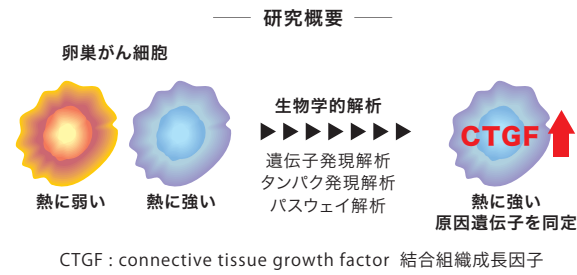 研究概要
卵巣がん細胞
熱に弱い
熱に強い
生物学的解析
▶▶▶▶▶▶▶
遺伝子発現解析
タンパク発現解析
パスウェイ解析
CTGF
熱に強い
原因遺伝子を同定
CTGF : connective tissue growth factor 結合組織成長因子